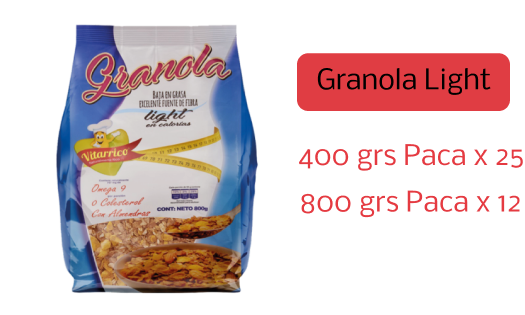 Granola
BAJA EN GRASA
EXCELENTE FUENTE DE FIBRA
light
en calorías
Vitarrico
Omega 9
0 Colesterol
Con Almendras
CONT: NETO 800g
Granola Light
400 grs Paca x 25
800 grs Paca x 12